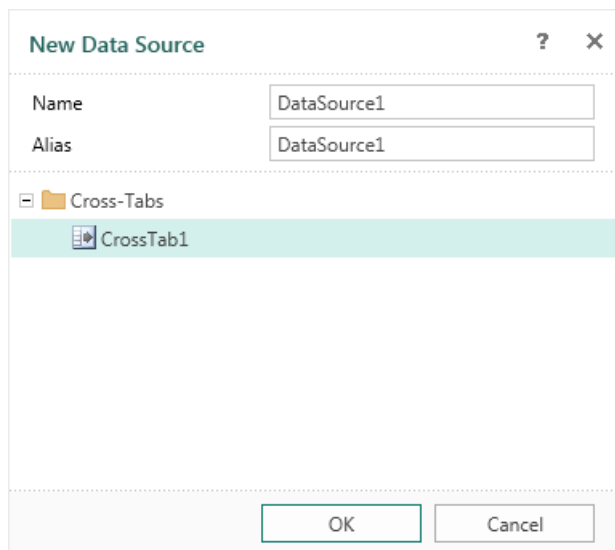 New Data Source ?
Name DataSource1
Alias DataSource1
Cross-Tabs
CrossTab1
OK Cancel